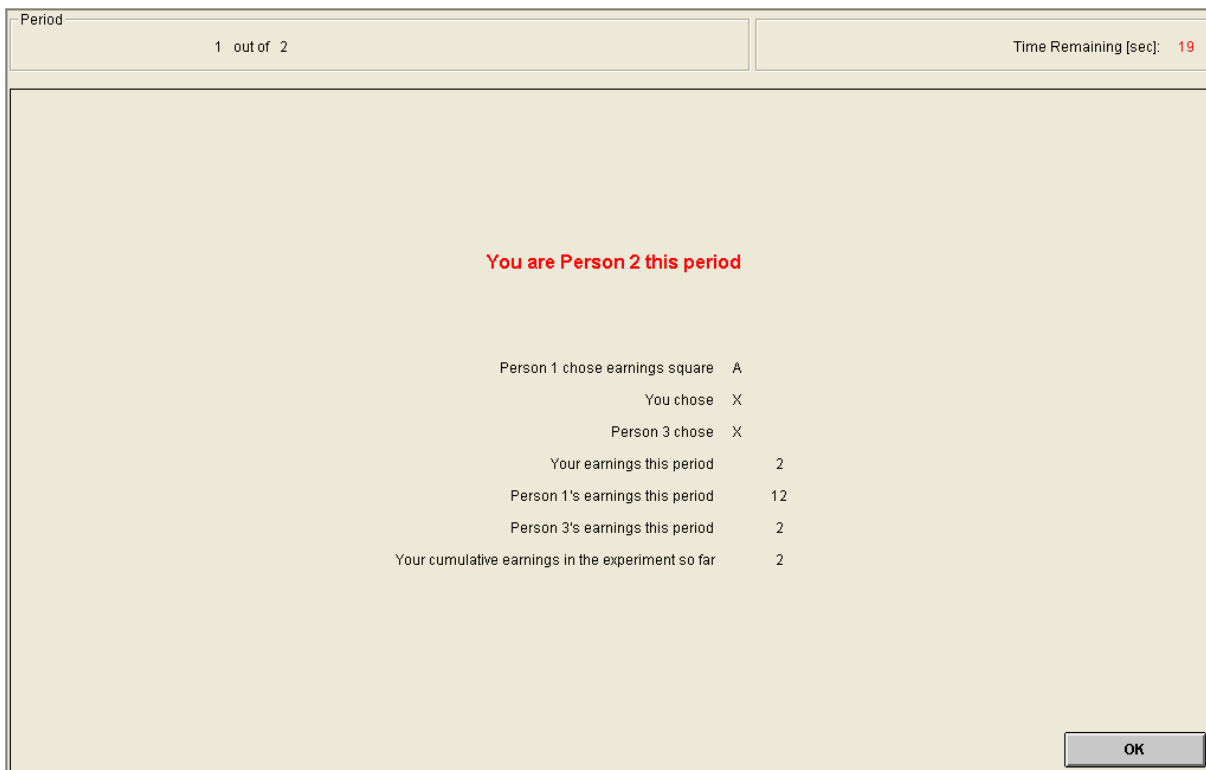 Period
1 out of 2
Time Remaining [sec]: 19
You are Person 2 this period
Person 1 chose earnings square A
You chose X
Person 3 chose X
Your earnings this period 2
Person 1's earnings this period 12
Person 3's earnings this period 2
Your cumulative earnings in the experiment so far 2
OK